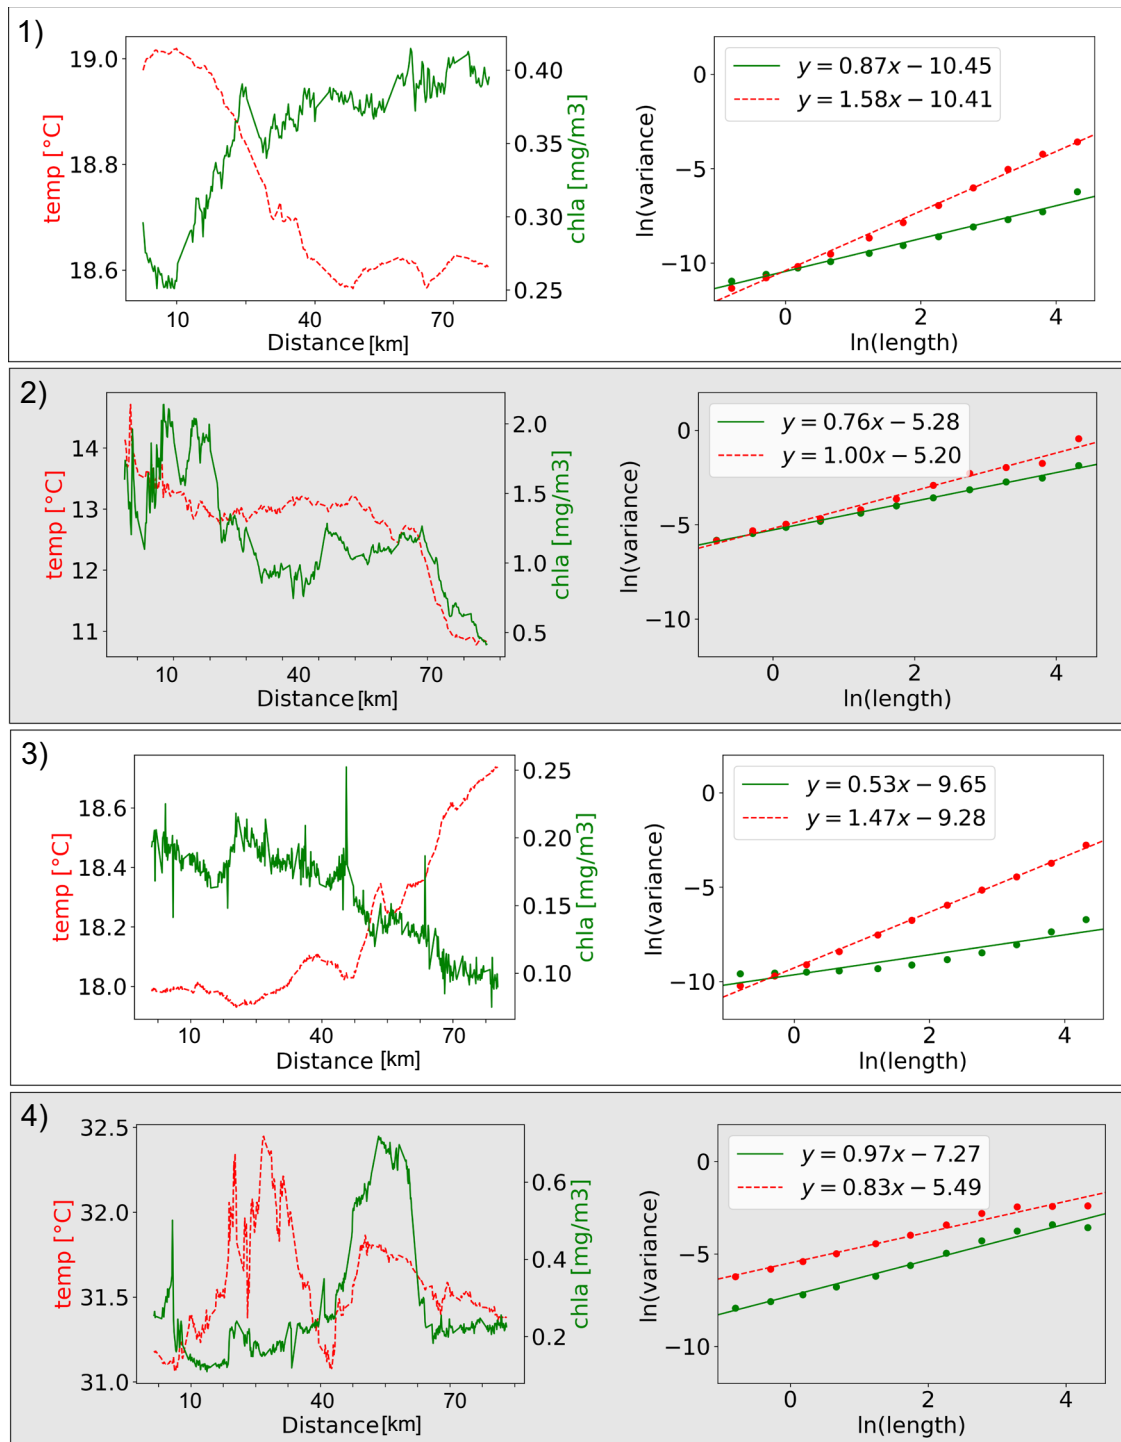 1)
19.0
18.8
18.6
temp [°C]
0.40
0.35
0.30
0.25
chla [mg/m3]
10
40
70
Distance [km]
y = 0.87x − 10.45
y = 1.58x − 10.41
0
−5
−10
ln(variance)
0
2
4
ln(length)
2)
14
13
12
11
temp [°C]
2.0
1.5
1.0
0.5
chla [mg/m3]
10
40
70
Distance [km]
y = 0.76x − 5.28
y = 1.00x − 5.20
0
−5
−10
ln(variance)
0
2
4
ln(length)
3)
18.6
18.4
18.2
18.0
temp [°C]
0.25
0.20
0.15
0.10
chla [mg/m3]
10
40
70
Distance [km]
y = 0.53x − 9.65
y = 1.47x − 9.28
0
−5
−10
ln(variance)
0
2
4
ln(length)
4)
32.5
32.0
31.5
31.0
temp [°C]
0.6
0.4
0.2
chla [mg/m3]
10
40
70
Distance [km]
y = 0.97x − 7.27
y = 0.83x − 5.49
0
−5
−10
ln(variance)
0
2
4
ln(length)